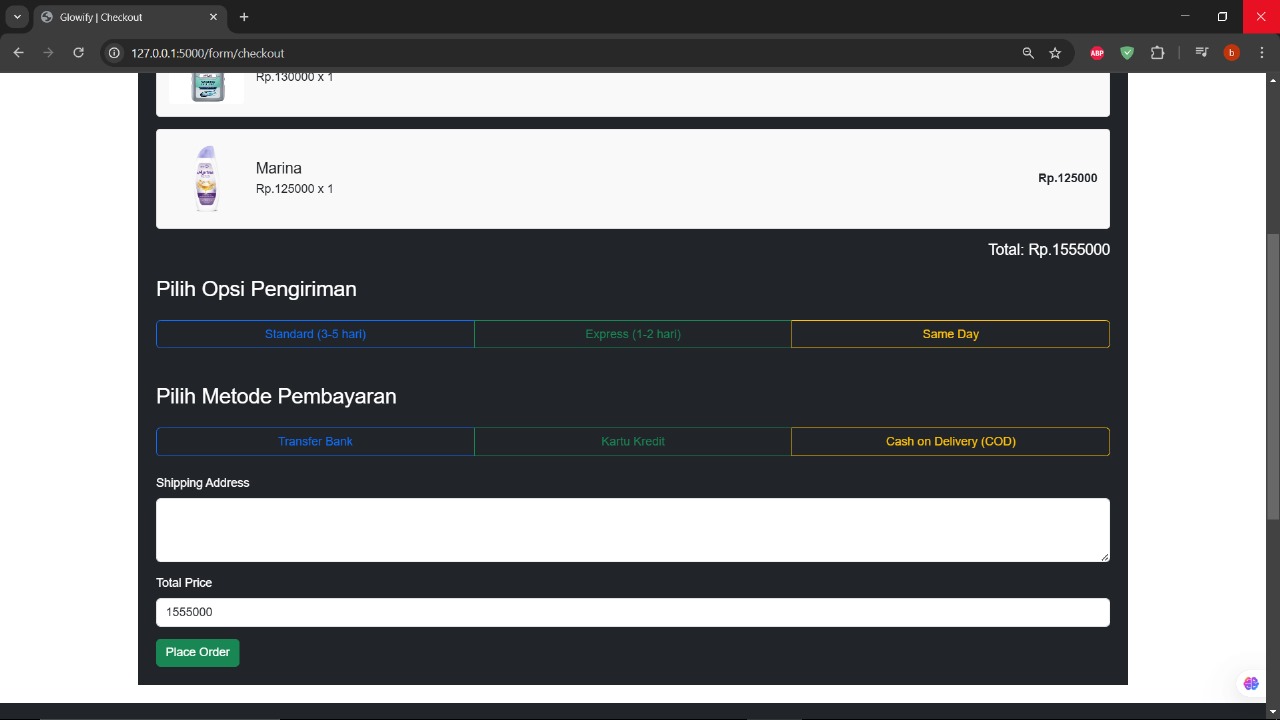 Glowify | Checkout
127.0.0.1:5000/form/checkout
ABP
b
Rp.130000 x 1
Marina
Rp.125000 x 1
Rp.125000
Total: Rp.1555000
Pilih Opsi Pengiriman
Standard (3-5 hari)
Express (1-2 hari)
Same Day
Pilih Metode Pembayaran
Transfer Bank
Kartu Kredit
Cash on Delivery (COD)
Shipping Address
Total Price
1555000
Place Order